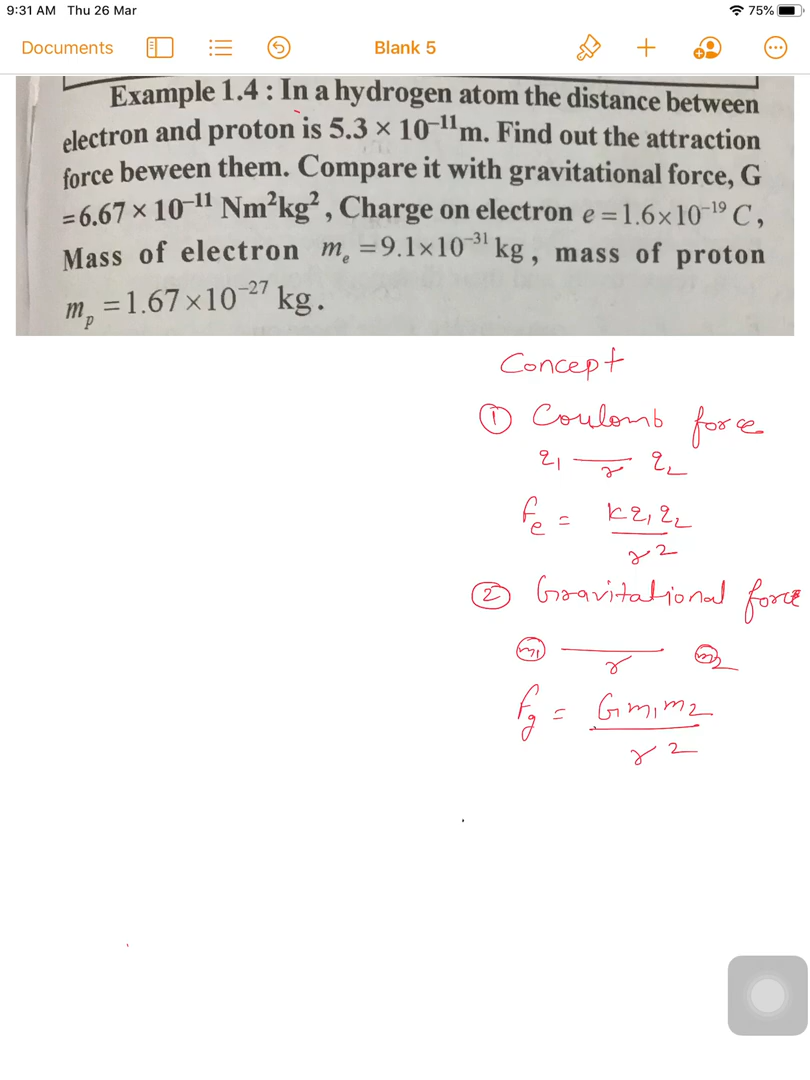 9:31 AM Thu 26 Mar 75%
Documents Blank 5
Example 1.4 : In a hydrogen atom the distance between
electron and proton is 5.3 × 10⁻¹¹m. Find out the attraction
force beween them. Compare it with gravitational force, G
=6.67 × 10⁻¹¹ Nm²kg² , Charge on electron e =1.6×10⁻¹⁹ C,
Mass of electron mₑ =9.1×10⁻³¹ kg , mass of proton
mₚ =1.67×10⁻²⁷ kg.
Concept
① Coulomb force
q₁ — r q₂
Fe = kq₁q₂ / r²
② Gravitational force
m₁ — r m₂
Fg = Gm₁m₂ / r²